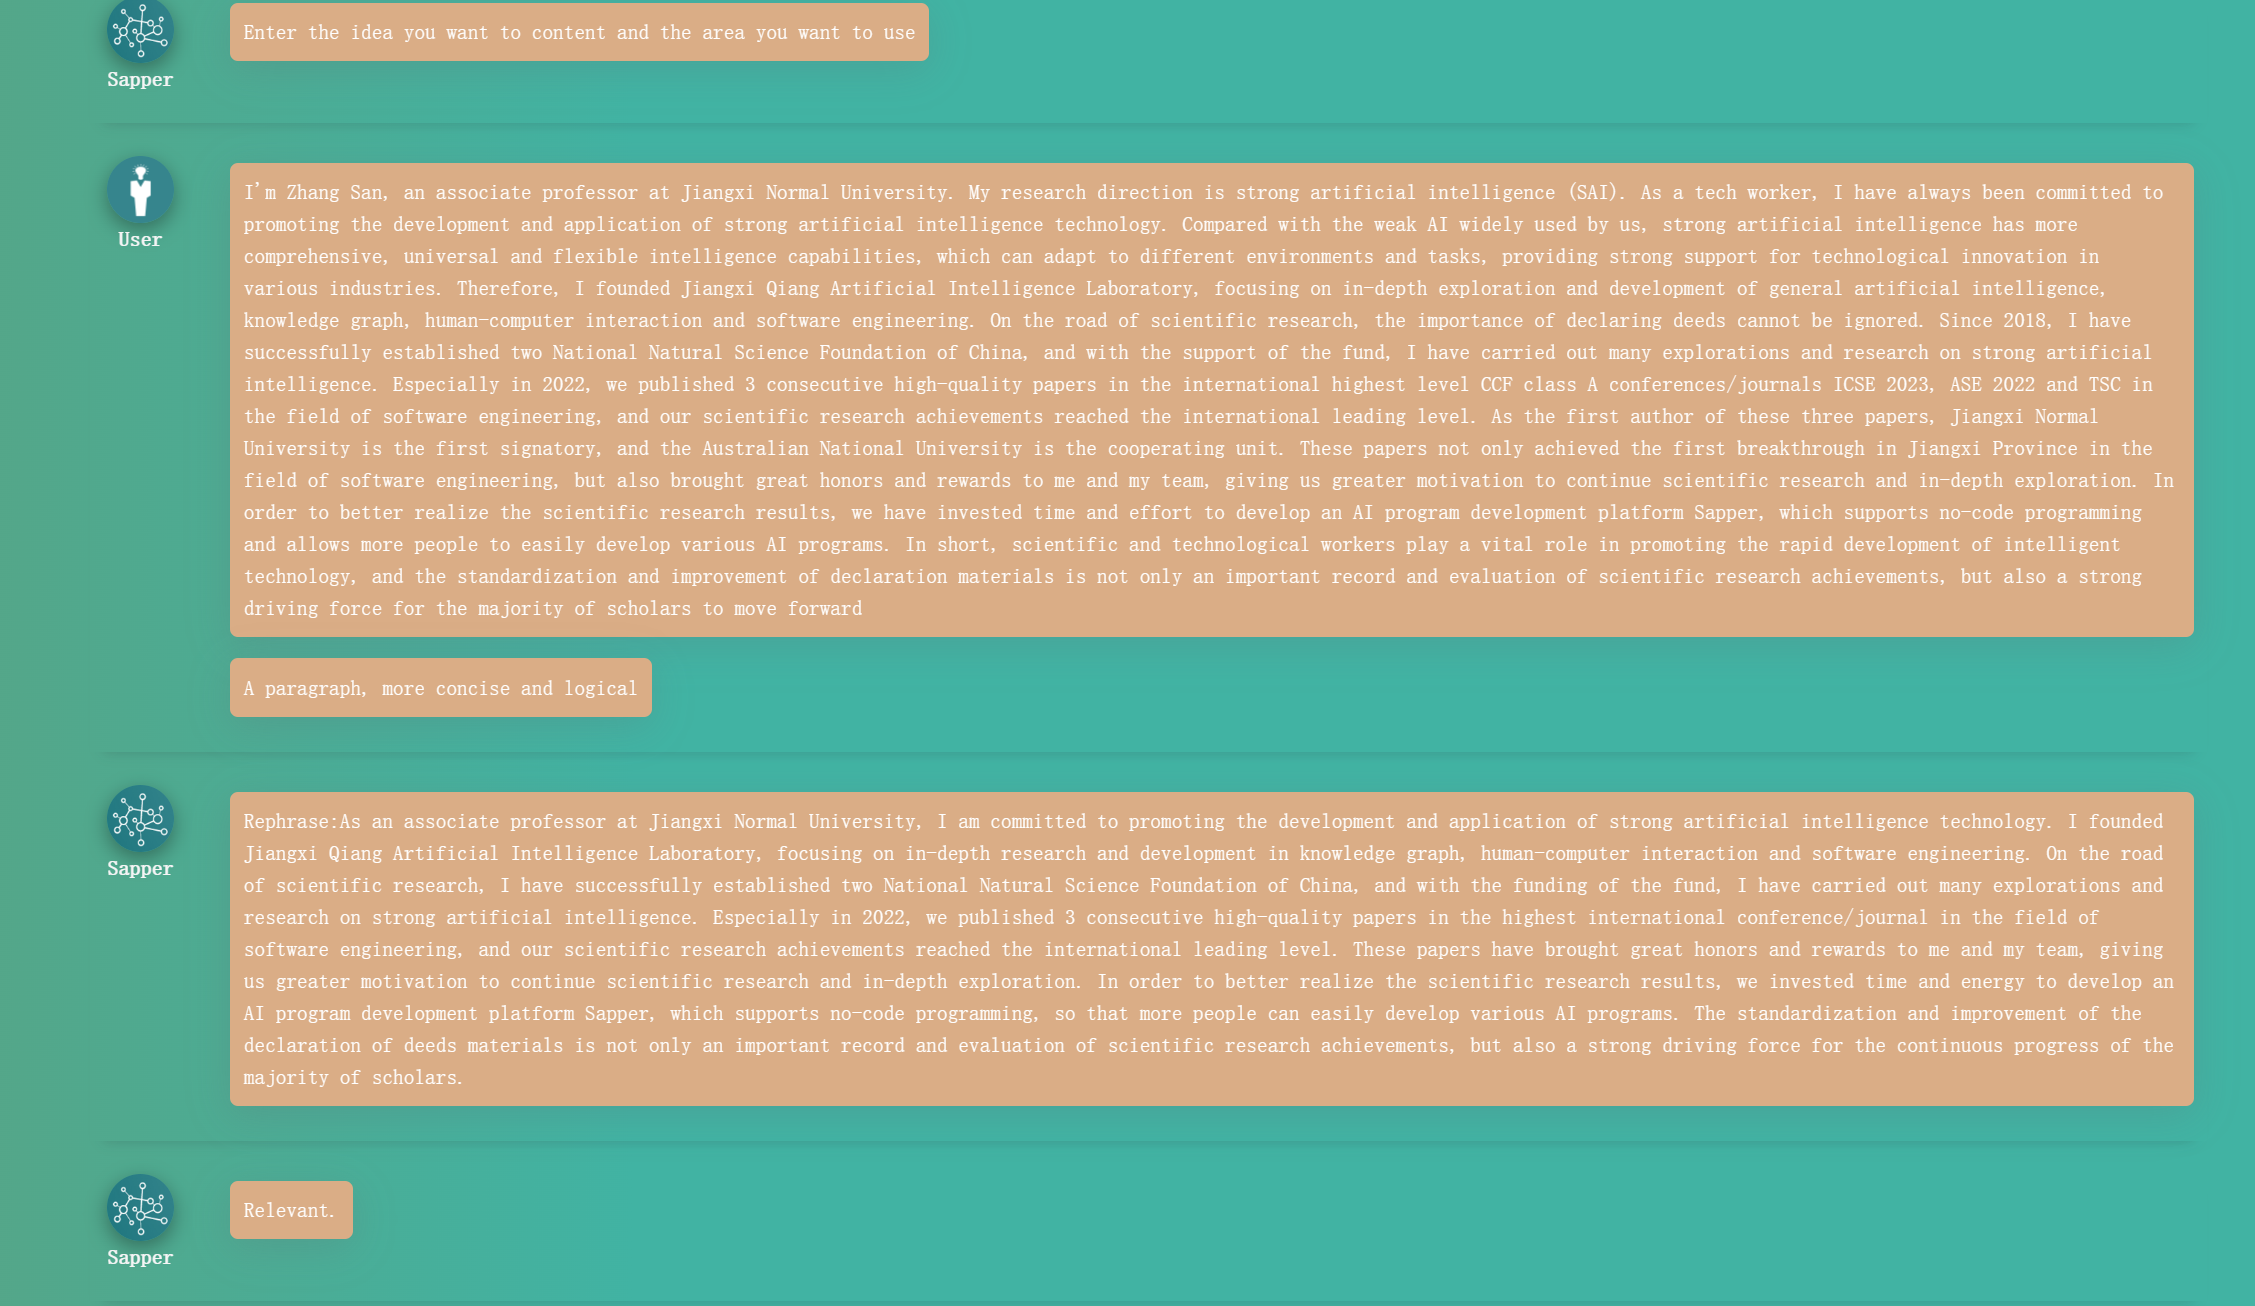 Enter the idea you want to content and the area you want to use
Sapper
I'm Zhang San, an associate professor at Jiangxi Normal University. My research direction is strong artificial intelligence (SAI). As a tech worker, I have always been committed to
promoting the development and application of strong artificial intelligence technology. Compared with the weak AI widely used by us, strong artificial intelligence has more
comprehensive, universal and flexible intelligence capabilities, which can adapt to different environments and tasks, providing strong support for technological innovation in
various industries. Therefore, I founded Jiangxi Qiang Artificial Intelligence Laboratory, focusing on in-depth exploration and development of general artificial intelligence,
knowledge graph, human-computer interaction and software engineering. On the road of scientific research, the importance of declaring deeds cannot be ignored. Since 2018, I have
successfully established two National Natural Science Foundation of China, and with the support of the fund, I have carried out many explorations and research on strong artificial
intelligence. Especially in 2022, we published 3 consecutive high-quality papers in the international highest level CCF class A conferences/journals ICSE 2023, ASE 2022 and TSC in
the field of software engineering, and our scientific research achievements reached the international leading level. As the first author of these three papers, Jiangxi Normal
University is the first signatory, and the Australian National University is the cooperating unit. These papers not only achieved the first breakthrough in Jiangxi Province in the
field of software engineering, but also brought great honors and rewards to me and my team, giving us greater motivation to continue scientific research and in-depth exploration. In
order to better realize the scientific research results, we have invested time and effort to develop an AI program development platform Sapper, which supports no-code programming
and allows more people to easily develop various AI programs. In short, scientific and technological workers play a vital role in promoting the rapid development of intelligent
technology, and the standardization and improvement of declaration materials is not only an important record and evaluation of scientific research achievements, but also a strong
driving force for the majority of scholars to move forward
User
A paragraph, more concise and logical
Rephrase:As an associate professor at Jiangxi Normal University, I am committed to promoting the development and application of strong artificial intelligence technology. I founded
Jiangxi Qiang Artificial Intelligence Laboratory, focusing on in-depth research and development in knowledge graph, human-computer interaction and software engineering. On the road
of scientific research, I have successfully established two National Natural Science Foundation of China, and with the funding of the fund, I have carried out many explorations and
research on strong artificial intelligence. Especially in 2022, we published 3 consecutive high-quality papers in the highest international conference/journal in the field of
software engineering, and our scientific research achievements reached the international leading level. These papers have brought great honors and rewards to me and my team, giving
us greater motivation to continue scientific research and in-depth exploration. In order to better realize the scientific research results, we invested time and energy to develop an
AI program development platform Sapper, which supports no-code programming, so that more people can easily develop various AI programs. The standardization and improvement of the
declaration of deeds materials is not only an important record and evaluation of scientific research achievements, but also a strong driving force for the continuous progress of the
majority of scholars.
Sapper
Relevant.
Sapper